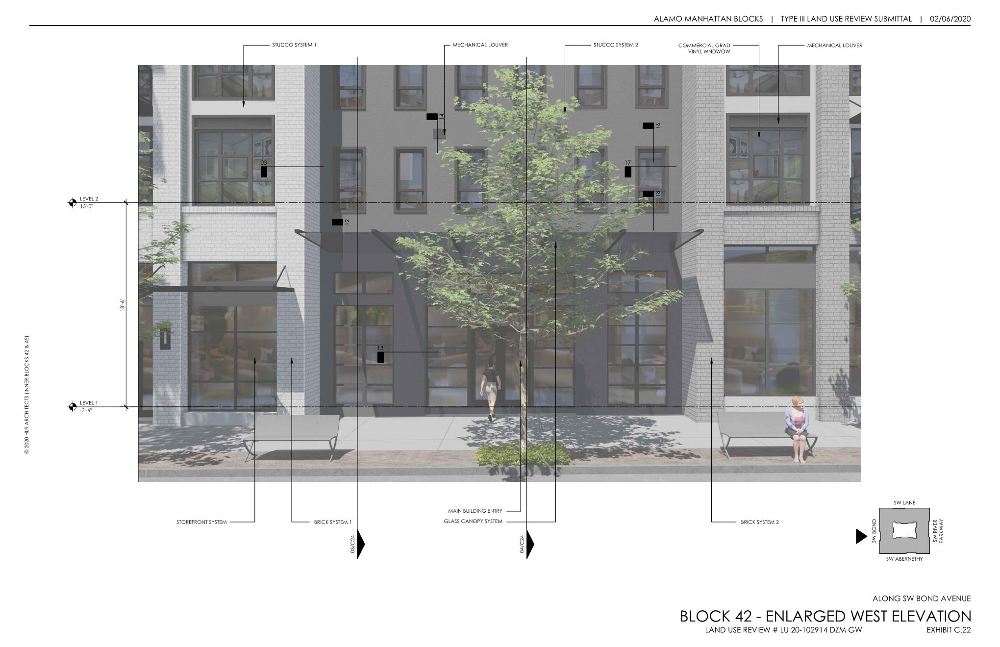 ALAMO MANHATTAN BLOCKS | TYPE III LAND USE REVIEW SUBMITTAL | 02/06/2020
STUCCO SYSTEM 1
MECHANICAL LOUVER
STUCCO SYSTEM 2
COMMERCIAL GRAD
VINYL WNDWOW
MECHANICAL LOUVER
14
16
03
17
18
12
13
LEVEL 2
15'-0"
18'-6"
LEVEL 1
-3'-6"
© 2020 HLR ARCHITECTS (INNER BLOCKS 42 & 45)
STOREFRONT SYSTEM
BRICK SYSTEM 1
MAIN BUILDING ENTRY
GLASS CANOPY SYSTEM
BRICK SYSTEM 2
03/C24
04/C24
SW LANE
SW BOND
SW RIVER
PARKWAY
SW ABERNETHY
ALONG SW BOND AVENUE
BLOCK 42 - ENLARGED WEST ELEVATION
LAND USE REVIEW # LU 20-102914 DZM GW
EXHIBIT C.22